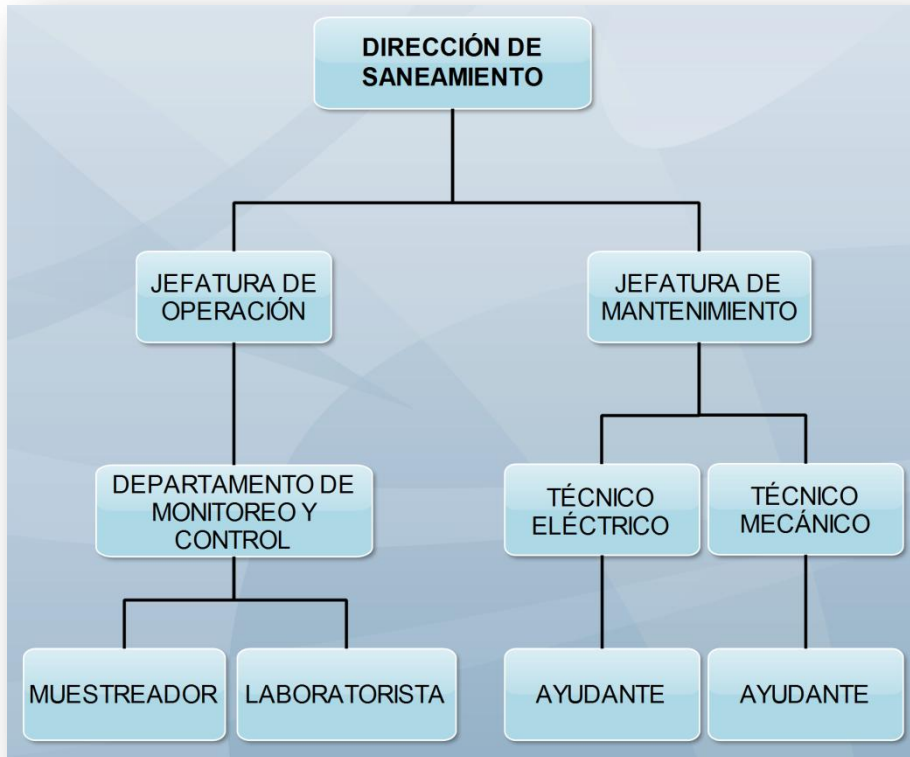 DIRECCIÓN DE
SANEAMIENTO
JEFATURA DE
OPERACIÓN
JEFATURA DE
MANTENIMIENTO
DEPARTAMENTO DE
MONITOREO Y
CONTROL
TÉCNICO
ELÉCTRICO
TÉCNICO
MECÁNICO
MUESTREADOR
LABORATORISTA
AYUDANTE
AYUDANTE